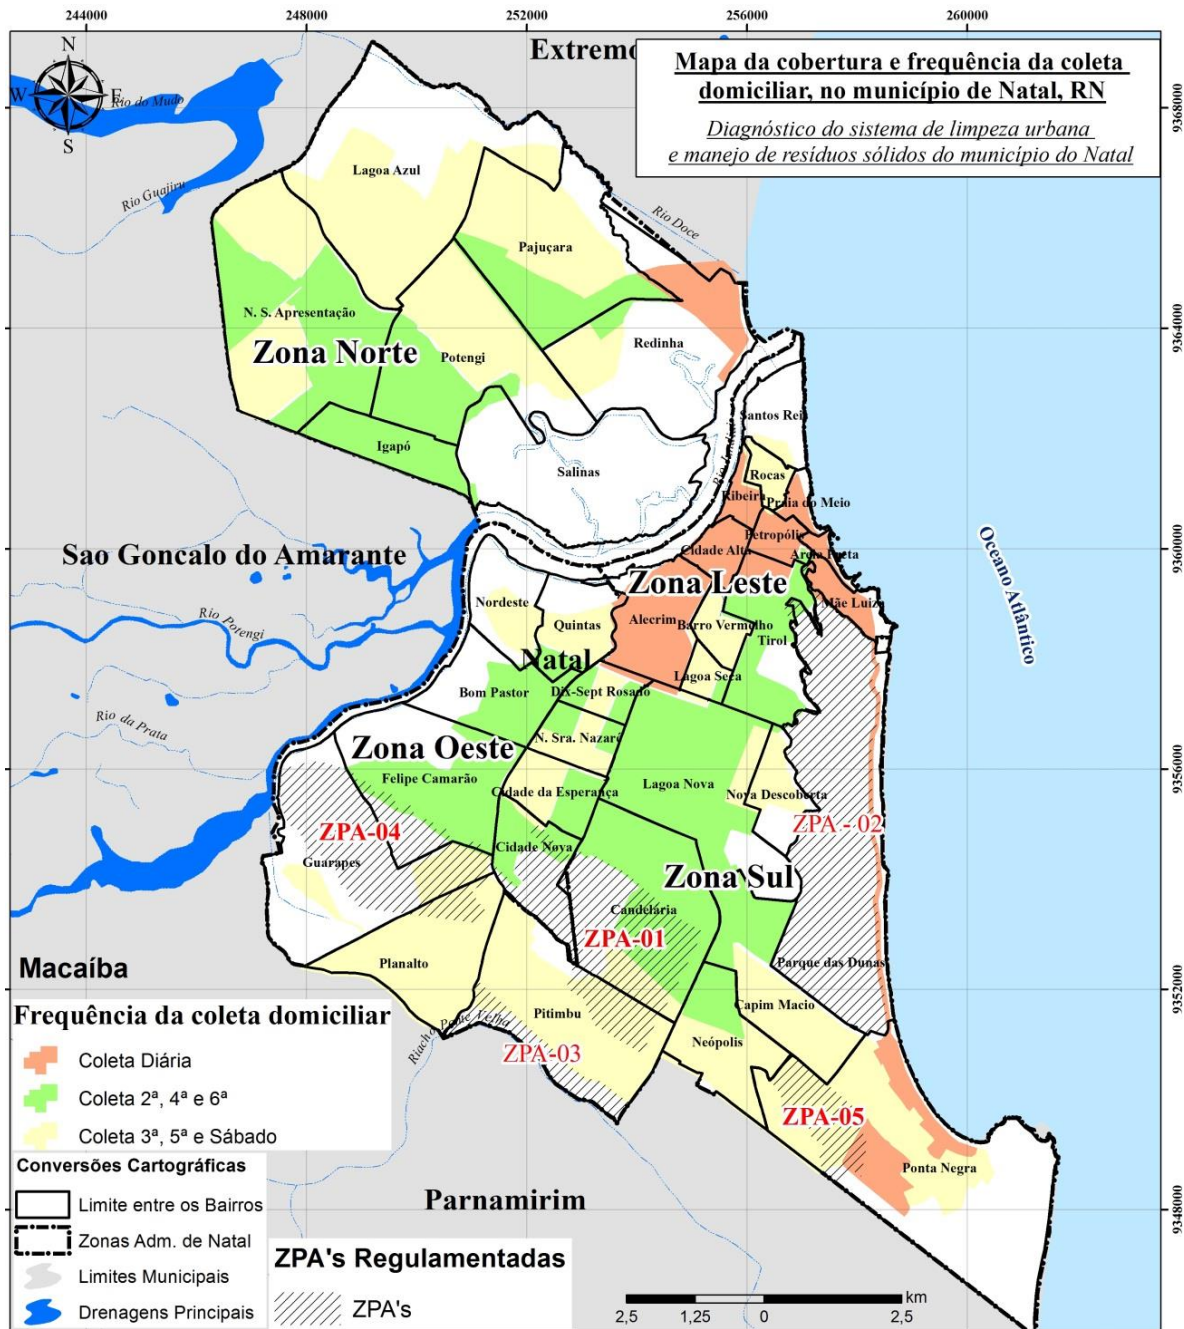 244000 248000 252000 256000 260000
Extremo
Mapa da cobertura e frequência da coleta
domiciliar, no município de Natal, RN
Diagnóstico do sistema de limpeza urbana
e manejo de resíduos sólidos do município do Natal
N
W E
S
9368000
Rio do Mudo
Rio Guajiru
Lagoa Azul
Rio Doce
Pajuçara
N. S. Apresentação
9364000
Zona Norte
Potengi
Redinha
Igapó
Santos Reis
Salinas
Rocas
Ribeira
Praia do Meio
Petropólis
Cidade Alta
Areia Preta
9360000
Sao Goncalo do Amarante
Oceano Atlântico
Zona Leste
Nordeste
Mãe Luiza
Rio Potengi
Quintas
Alecrim
Barro Vermelho
Tirol
Natal
Lagoa Seca
Bom Pastor
Dix-Sept Rosado
Rio da Prata
N. Sra. Nazaré
Zona Oeste
9356000
Felipe Camarão
Lagoa Nova
Cidade da Esperança
Nova Descoberta
ZPA-04
ZPA - 02
Cidade Nova
Guarapes
Zona Sul
Candelária
ZPA-01
Planalto
Parque das Dunas
Macaíba
9352000
Capim Macio
Pitimbu
Riacho Ponte Velha
Neópolis
ZPA-03
ZPA-05
Ponta Negra
Parnamirim
9348000
Frequência da coleta domiciliar
Coleta Diária
Coleta 2ª, 4ª e 6ª
Coleta 3ª, 5ª e Sábado
Conversões Cartográficas
Limite entre os Bairros
Zonas Adm. de Natal
Limites Municipais
Drenagens Principais
ZPA's Regulamentadas
ZPA's
km
2,5 1,25 0 2,5